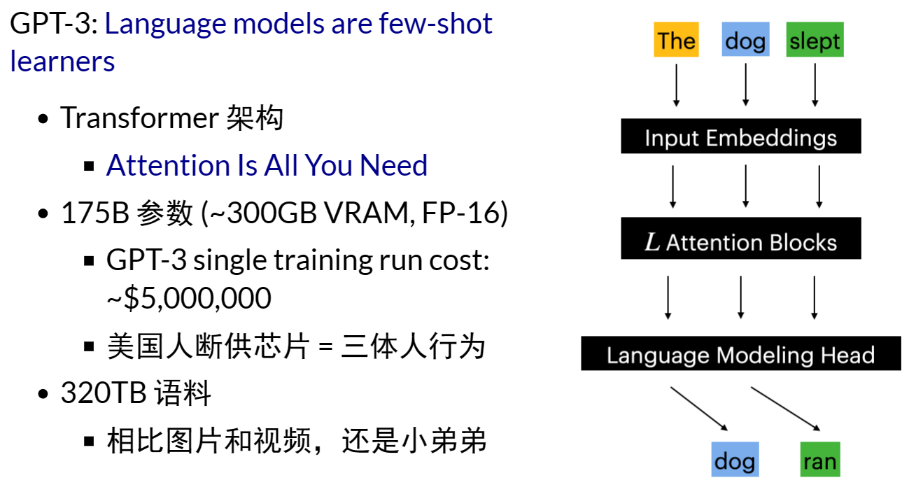 GPT-3: Language models are few-shot
learners
• Transformer 架构
▪ Attention Is All You Need
• 175B 参数 (~300GB VRAM, FP-16)
▪ GPT-3 single training run cost:
~$5,000,000
▪ 美国人断供芯片 = 三体人行为
• 320TB 语料
▪ 相比图片和视频，还是小弟弟
The dog slept
Input Embeddings
L Attention Blocks
Language Modeling Head
dog ran